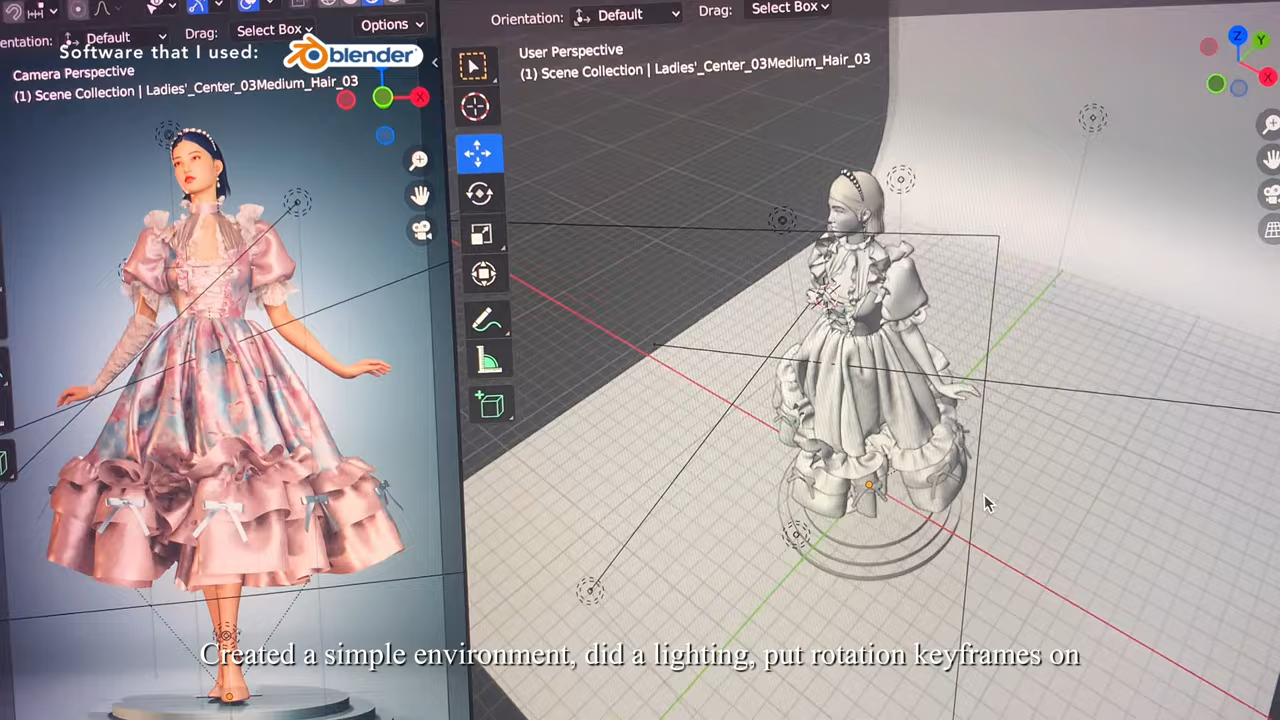 Orientation:
Default
Drag:
Select Box
Options
entation:
Default
Drag:
Select Box
Software that I used:
blender
Camera Perspective
(1) Scene Collection | Ladies'_Center_03Medium_Hair_03
X
User Perspective
(1) Scene Collection | Ladies'_Center_03Medium_Hair_03
Z
Y
X
Created a simple environment, did a lighting, put rotation keyframes on